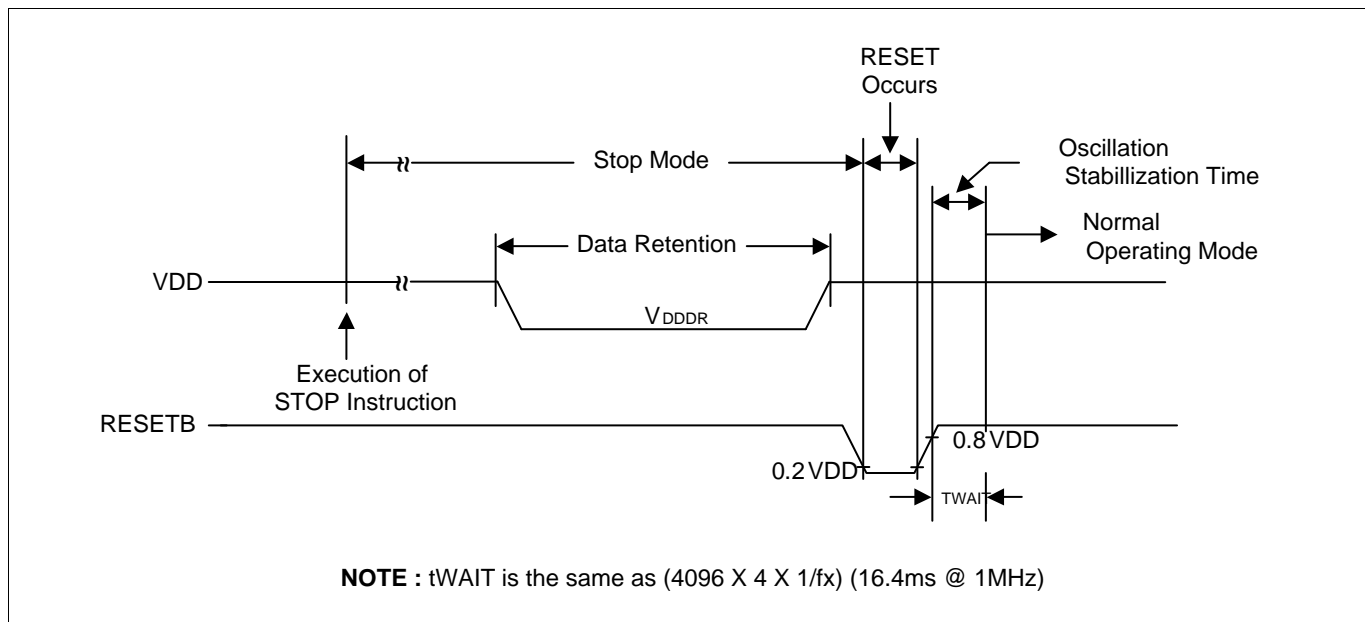 RESET
Occurs
Stop Mode
Oscillation
Stabillization Time
Data Retention
Normal
Operating Mode
VDD
VDDDR
Execution of
STOP Instruction
RESETB
0.8 VDD
0.2 VDD
TWAIT
NOTE : tWAIT is the same as (4096 X 4 X 1/fx) (16.4ms @ 1MHz)